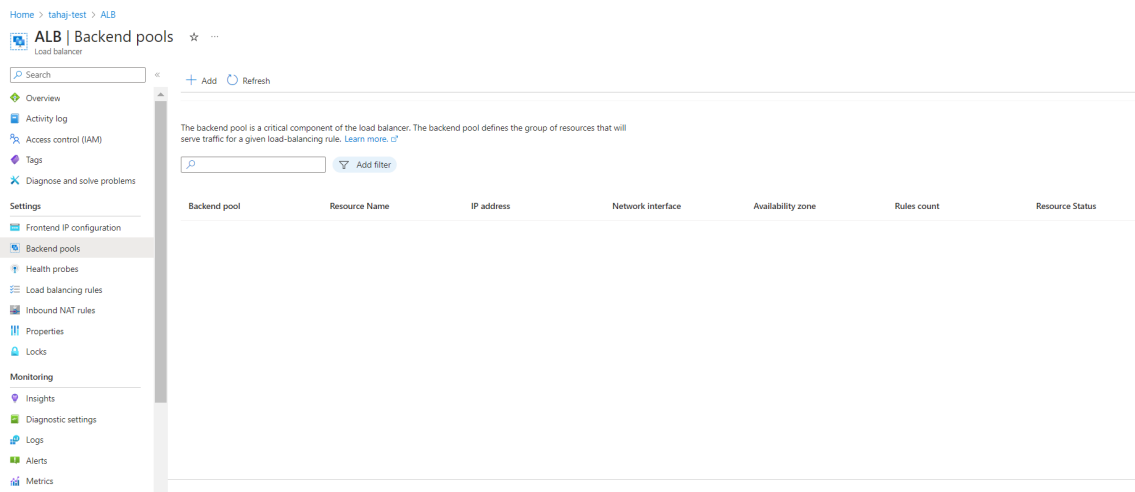 Home > tahaj-test > ALB
ALB | Backend pools
Load balancer
Search
Overview
Activity log
Access control (IAM)
Tags
Diagnose and solve problems
Settings
Frontend IP configuration
Backend pools
Health probes
Load balancing rules
Inbound NAT rules
Properties
Locks
Monitoring
Insights
Diagnostic settings
Logs
Alerts
Metrics
Add Refresh
The backend pool is a critical component of the load balancer. The backend pool defines the group of resources that will
serve traffic for a given load-balancing rule. Learn more.
Add filter
Backend pool Resource Name IP address Network interface Availability zone Rules count Resource Status